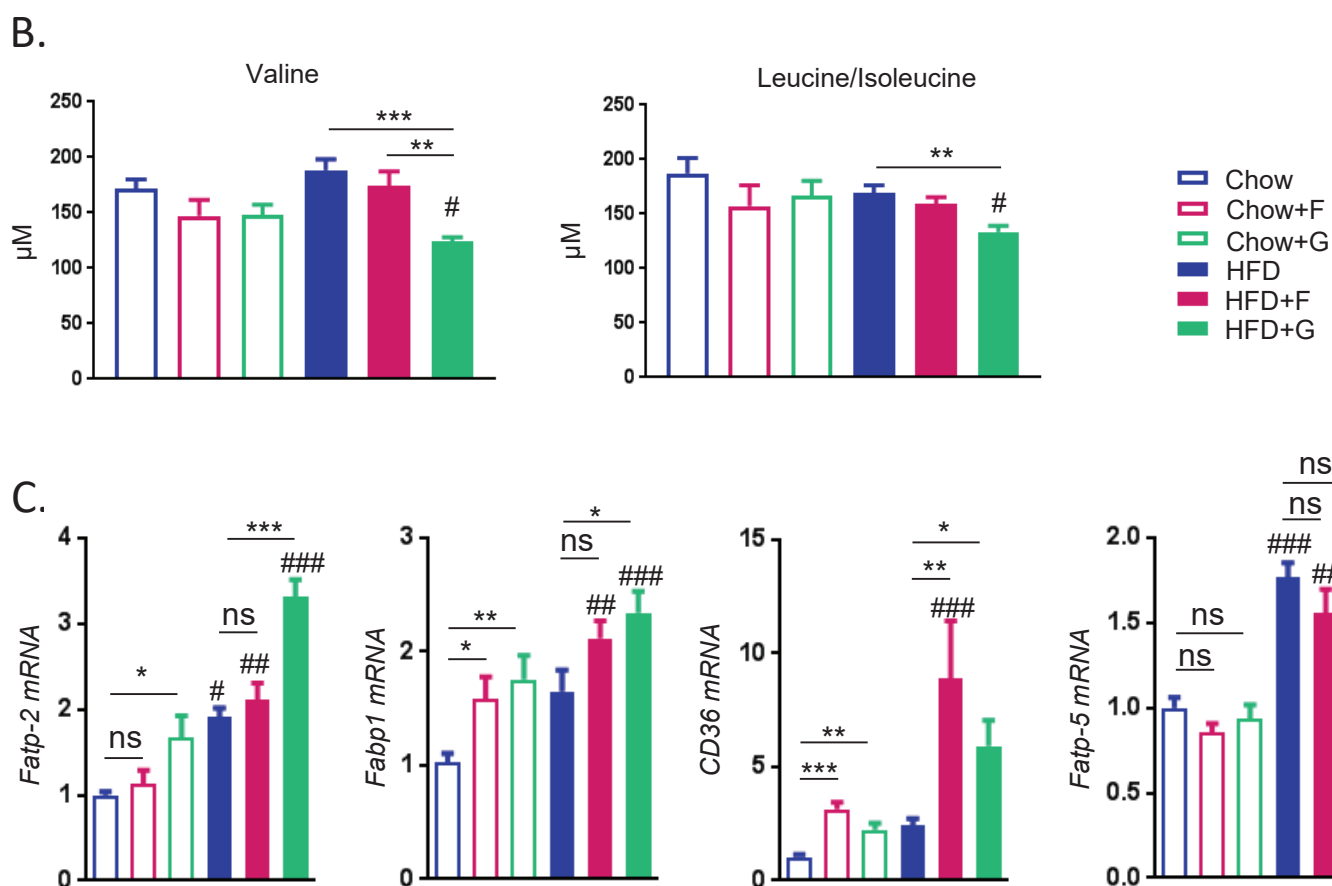 B.
Valine
250
200
150
100
50
0
µM
***
**
#
Leucine/Isoleucine
250
200
150
100
50
0
µM
**
#
Chow
Chow+F
Chow+G
HFD
HFD+F
HFD+G
C.
4
3
2
1
0
Fatp-2 mRNA
ns
*
#
ns
##
***
###
3
2
1
0
Fabp1 mRNA
*
**
ns
##
*
###
15
10
5
0
CD36 mRNA
***
**
**
*
###
2.0
1.5
1.0
0.5
0.0
Fatp-5 mRNA
ns
ns
ns
ns
###
##